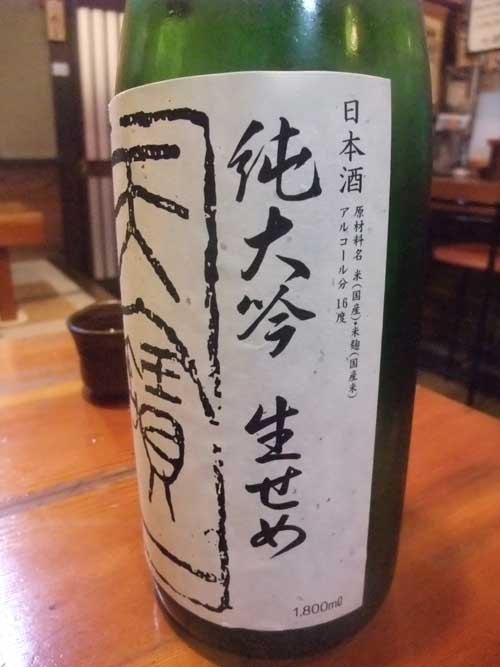 日本酒
原材料名 米(国産)・米麹(国産米)
アルコール分 16度
純大吟 生せめ
天寶一
1,800mℓ